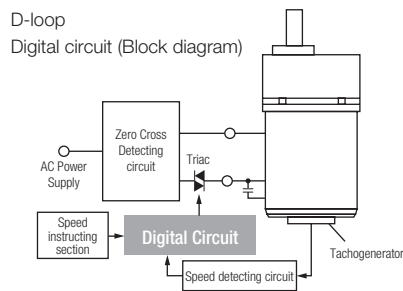 D-loop
Digital circuit (Block diagram)
Zero Cross
Detecting
circuit
AC Power
Supply
Triac
Speed
instructing
section
Digital Circuit
Speed detecting circuit
Tachogenerator